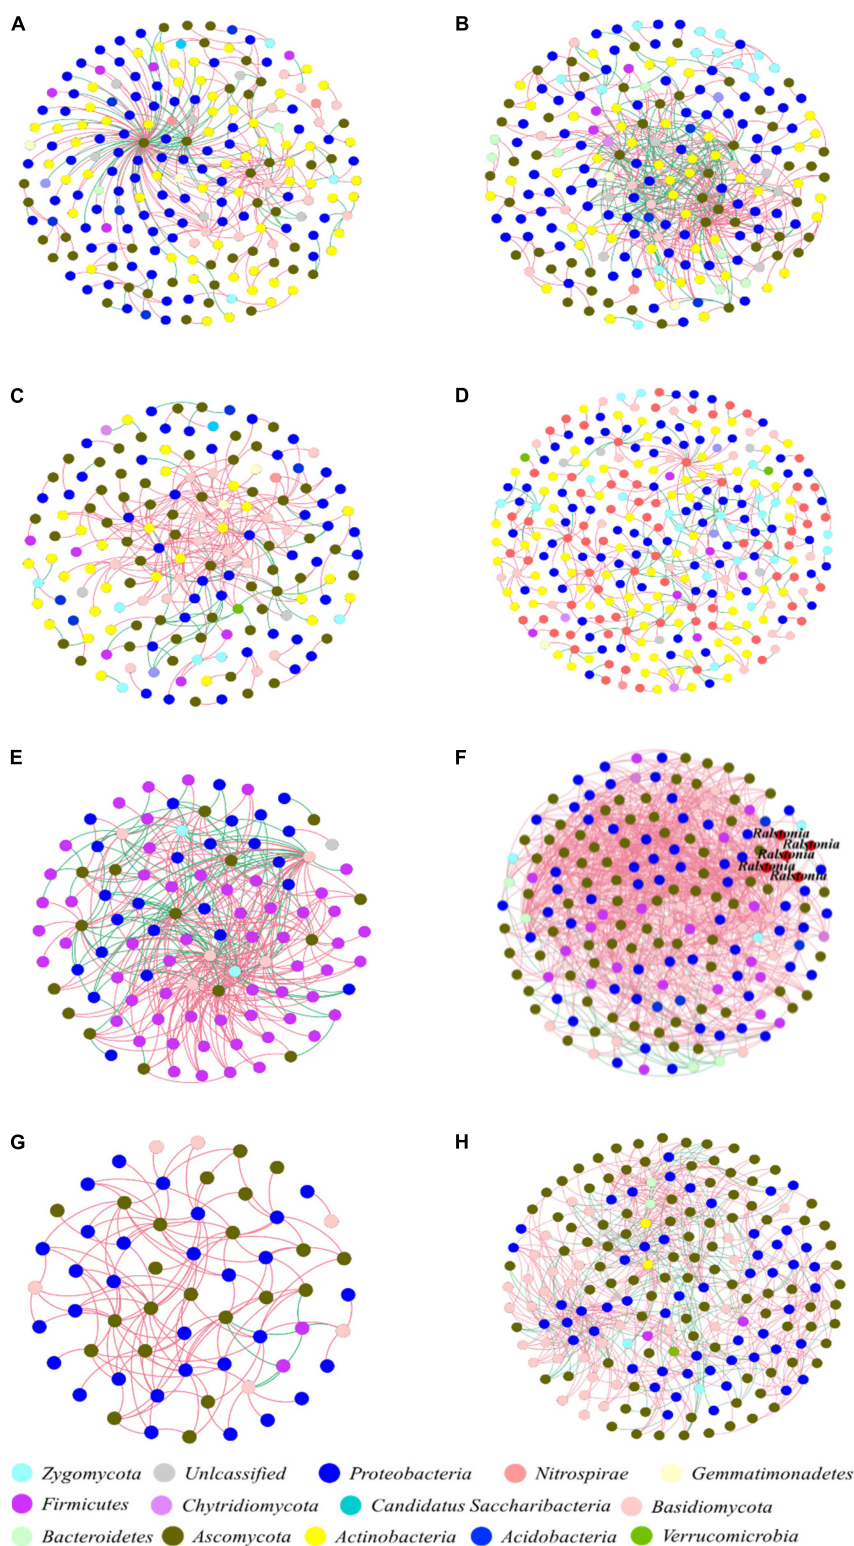 A
B
C
D
E
F
Ralstonia
Ralstonia
Ralstonia
Ralstonia
Ralstonia
G
H
Zygomycota Unlcassified Proteobacteria Nitrospirae Gemmatimonadetes
Firmicutes Chytridiomycota Candidatus Saccharibacteria Basidiomycota
Bacteroidetes Ascomycota Actinobacteria Acidobacteria Verrucomicrobia